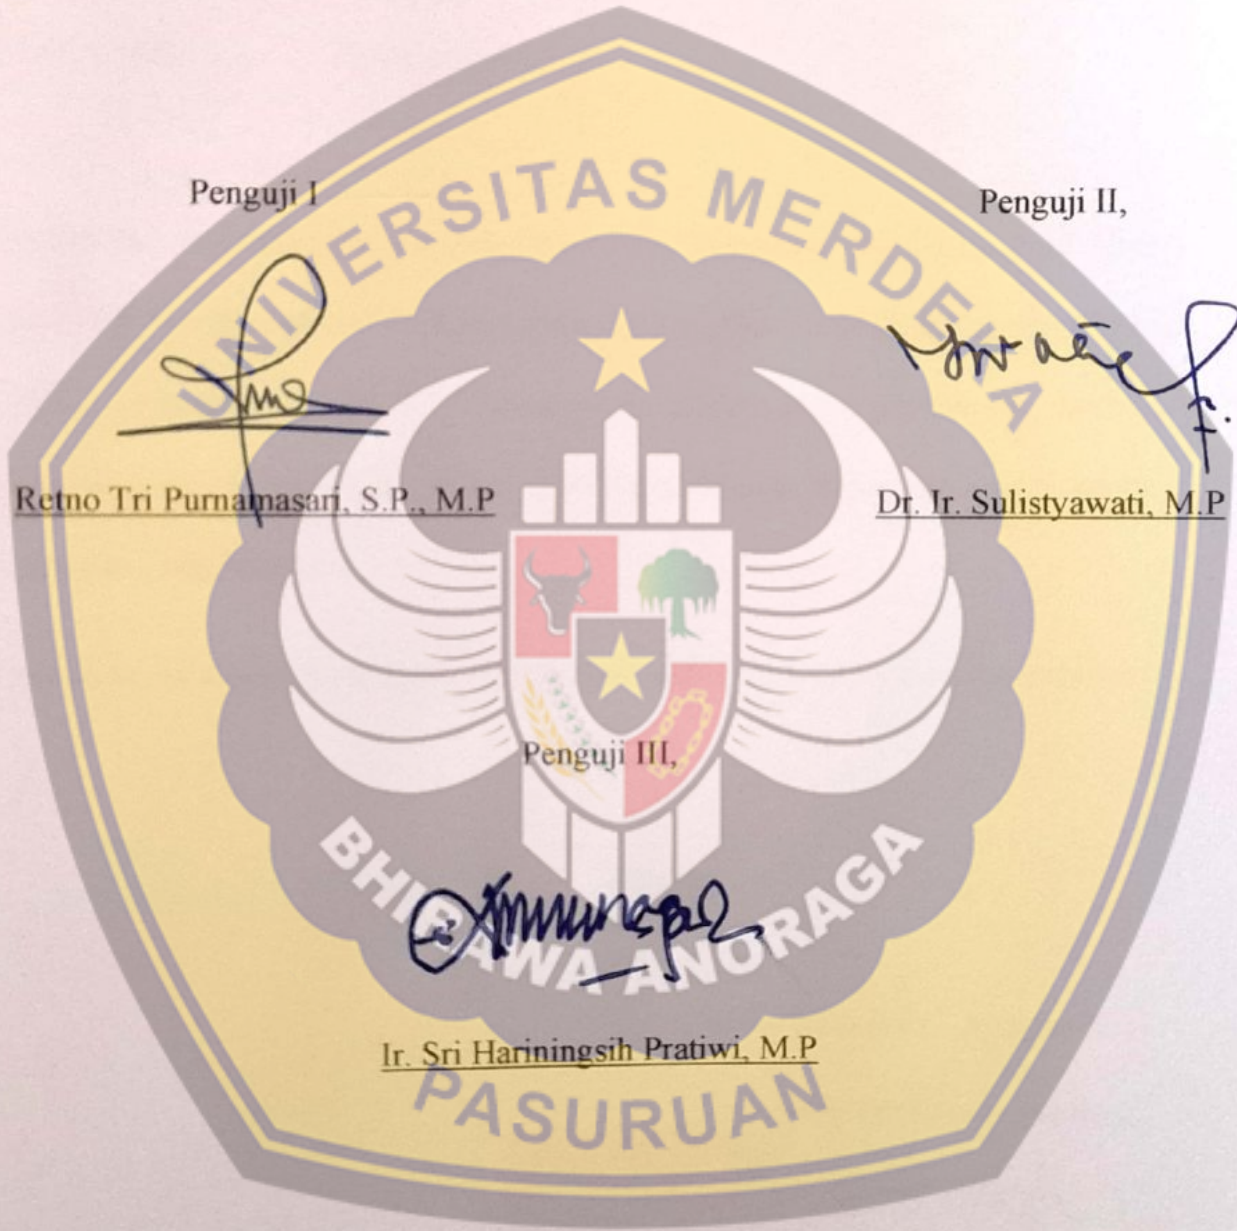 UNIVERSITAS MERDEKA
Penguji I
Penguji II,
Retno Tri Purnamasari, S.P., M.P
Dr. Ir. Sulistyawati, M.P
Penguji III,
BHIRAWA ANORAGA
Ir. Sri Hariningsih Pratiwi, M.P
PASURUAN